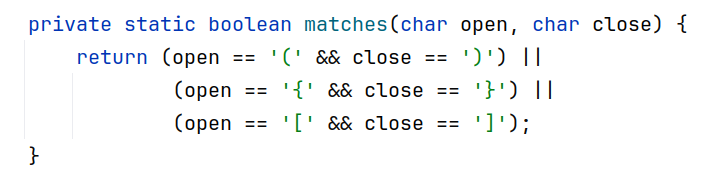 private static boolean matches(char open, char close) {
    return (open == '(' && close == ')') ||
            (open == '{' && close == '}') ||
            (open == '[' && close == ']');
}